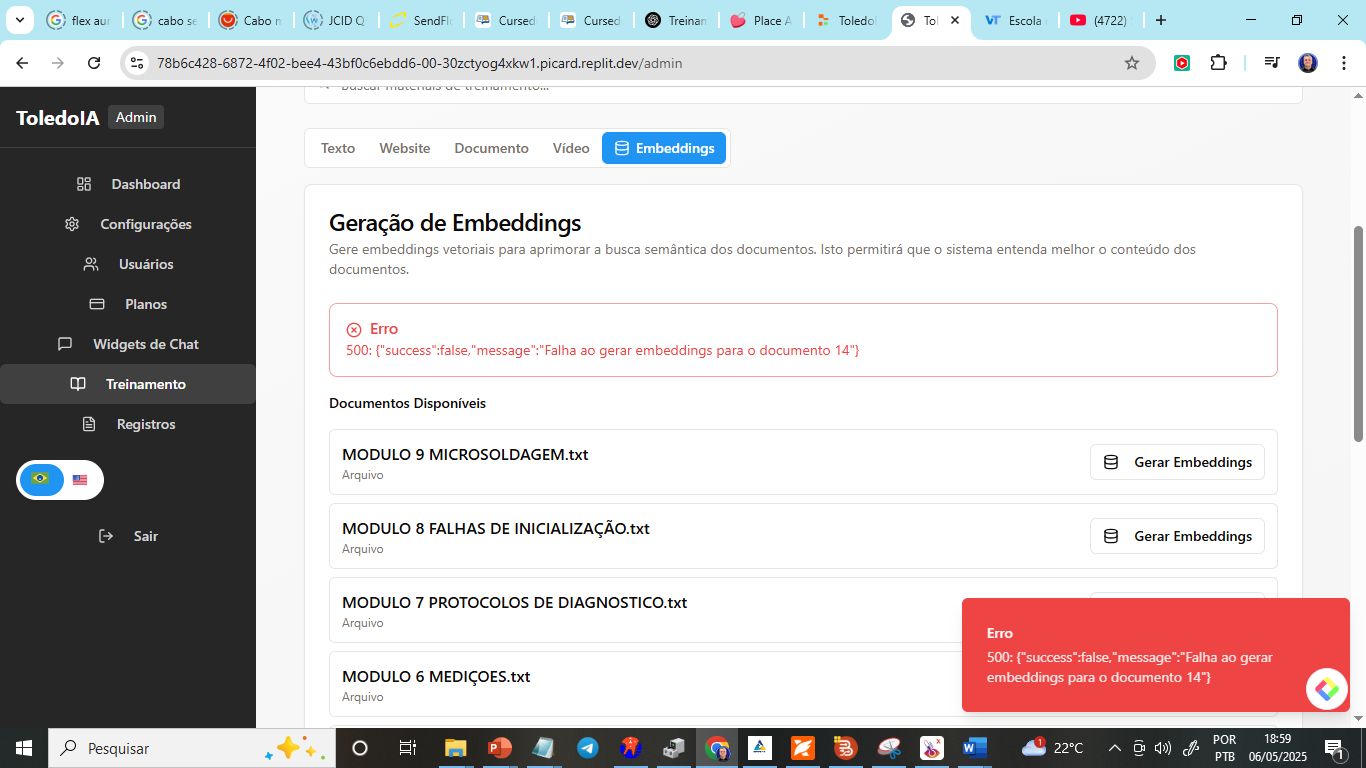 flex aur
cabo se
Cabo n
JCID Q
SendFl
Cursed
Cursed
Treinan
Place A
Toledo
Tol
Escola
(4722)
78b6c428-6872-4f02-bee4-43bf0c6ebdd6-00-30zctyog4xkw1.picard.replit.dev/admin
ToledoIA Admin
Dashboard
Configurações
Usuários
Planos
Widgets de Chat
Treinamento
Registros
Sair
Buscar materiais de treinamento...
Texto Website Documento Vídeo Embeddings
Geração de Embeddings
Gere embeddings vetoriais para aprimorar a busca semântica dos documentos. Isto permitirá que o sistema entenda melhor o conteúdo dos
documentos.
Erro
500: {"success":false,"message":"Falha ao gerar embeddings para o documento 14"}
Documentos Disponíveis
MODULO 9 MICROSOLDAGEM.txt
Arquivo
Gerar Embeddings
MODULO 8 FALHAS DE INICIALIZAÇÃO.txt
Arquivo
Gerar Embeddings
MODULO 7 PROTOCOLOS DE DIAGNOSTICO.txt
Arquivo
MODULO 6 MEDIÇOES.txt
Arquivo
Erro
500: {"success":false,"message":"Falha ao gerar
embeddings para o documento 14"}
Pesquisar
22°C
POR
PTB
18:59
06/05/2025